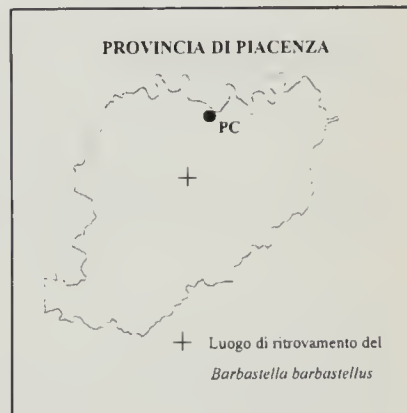 PROVINCIA DI PIACENZA
PC
Luogo di ritrovamento del
Barbastella barbastellus